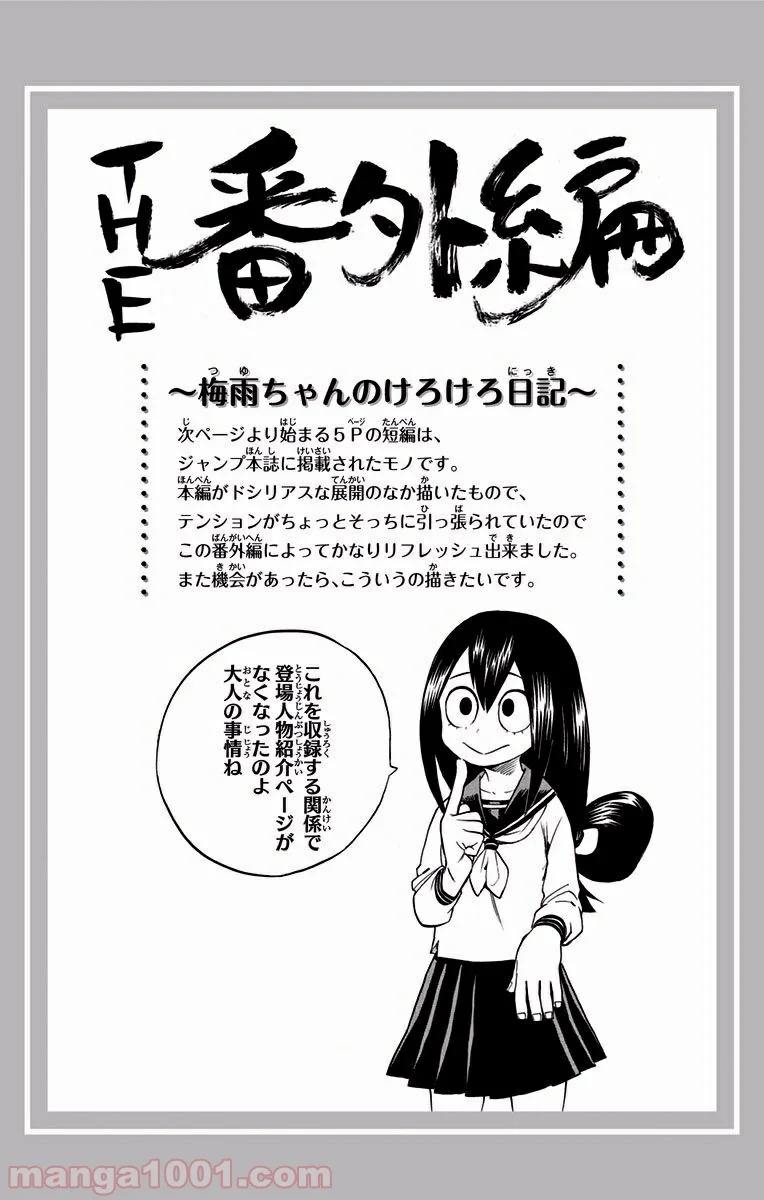 THE 番外編
～梅雨ちゃんのけろけろ日記～
次ページより始まる5Pの短編は、
ジャンプ本誌に掲載されたモノです。
本編がドシリアスな展開のなか描いたもので、
テンションがちょっとそっちに引っ張られていたので
この番外編によってかなりリフレッシュ出来ました。
また機会があったら、こういうの描きたいです。
これを収録する関係で
登場人物紹介ページが
なくなったのよ
大人の事情ね
manga1001.com